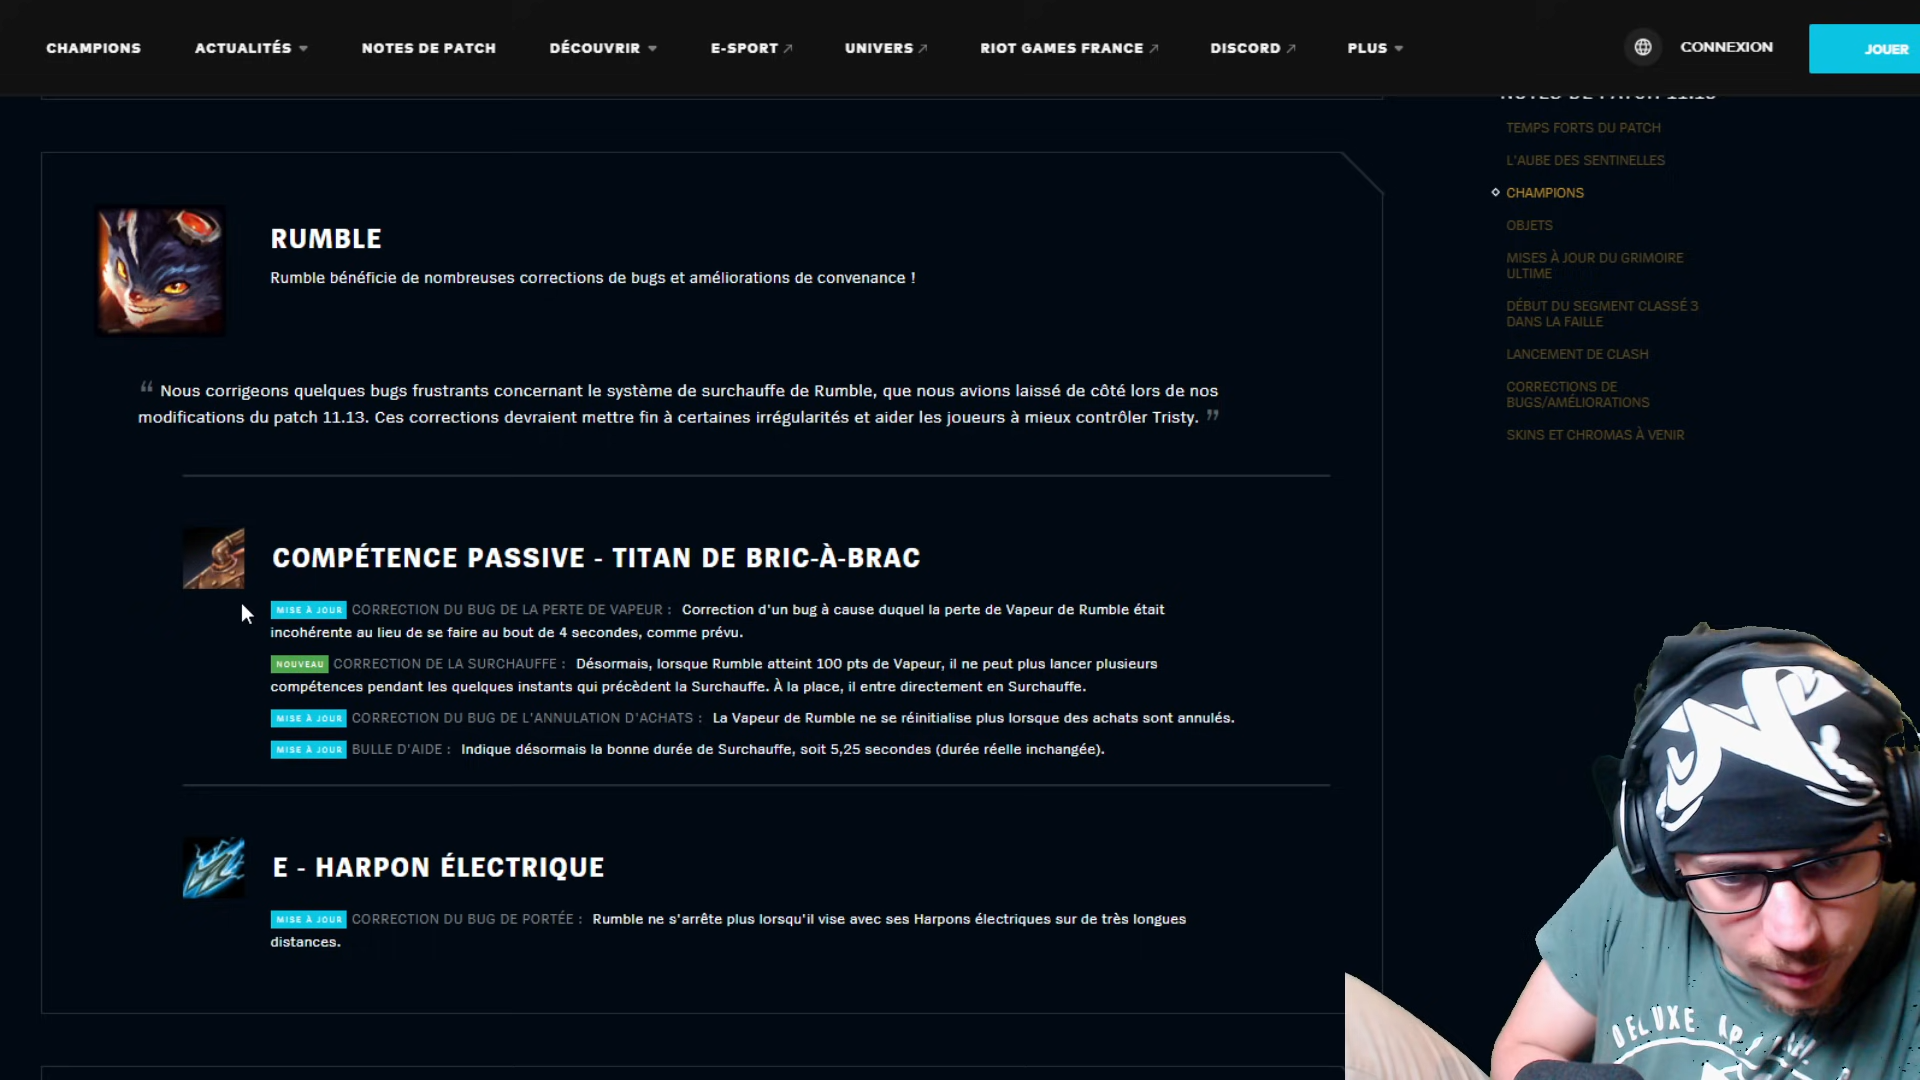 CHAMPIONS ACTUALITÉS NOTES DE PATCH DÉCOUVRIR E-SPORT UNIVERS RIOT GAMES FRANCE DISCORD PLUS CONNEXION JOUER
TEMPS FORTS DU PATCH
L'AUBE DES SENTINELLES
CHAMPIONS
OBJETS
MISES À JOUR DU GRIMOIRE
ULTIME
DÉBUT DU SEGMENT CLASSÉ 3
DANS LA FAILLE
LANCEMENT DE CLASH
CORRECTIONS DE
BUGS/AMÉLIORATIONS
SKINS ET CHROMAS À VENIR
RUMBLE
Rumble bénéficie de nombreuses corrections de bugs et améliorations de convenance !
“ Nous corrigeons quelques bugs frustrants concernant le système de surchauffe de Rumble, que nous avions laissé de côté lors de nos
modifications du patch 11.13. Ces corrections devraient mettre fin à certaines irrégularités et aider les joueurs à mieux contrôler Tristy. ”
COMPÉTENCE PASSIVE - TITAN DE BRIC-À-BRAC
MISE À JOUR CORRECTION DU BUG DE LA PERTE DE VAPEUR : Correction d'un bug à cause duquel la perte de Vapeur de Rumble était
incohérente au lieu de se faire au bout de 4 secondes, comme prévu.
NOUVEAU CORRECTION DE LA SURCHAUFFE : Désormais, lorsque Rumble atteint 100 pts de Vapeur, il ne peut plus lancer plusieurs
compétences pendant les quelques instants qui précèdent la Surchauffe. À la place, il entre directement en Surchauffe.
MISE À JOUR CORRECTION DU BUG DE L'ANNULATION D'ACHATS : La Vapeur de Rumble ne se réinitialise plus lorsque des achats sont annulés.
MISE À JOUR BULLE D'AIDE : Indique désormais la bonne durée de Surchauffe, soit 5,25 secondes (durée réelle inchangée).
E - HARPON ÉLECTRIQUE
MISE À JOUR CORRECTION DU BUG DE PORTÉE : Rumble ne s'arrête plus lorsqu'il vise avec ses Harpons électriques sur de très longues
distances.
DELUXE